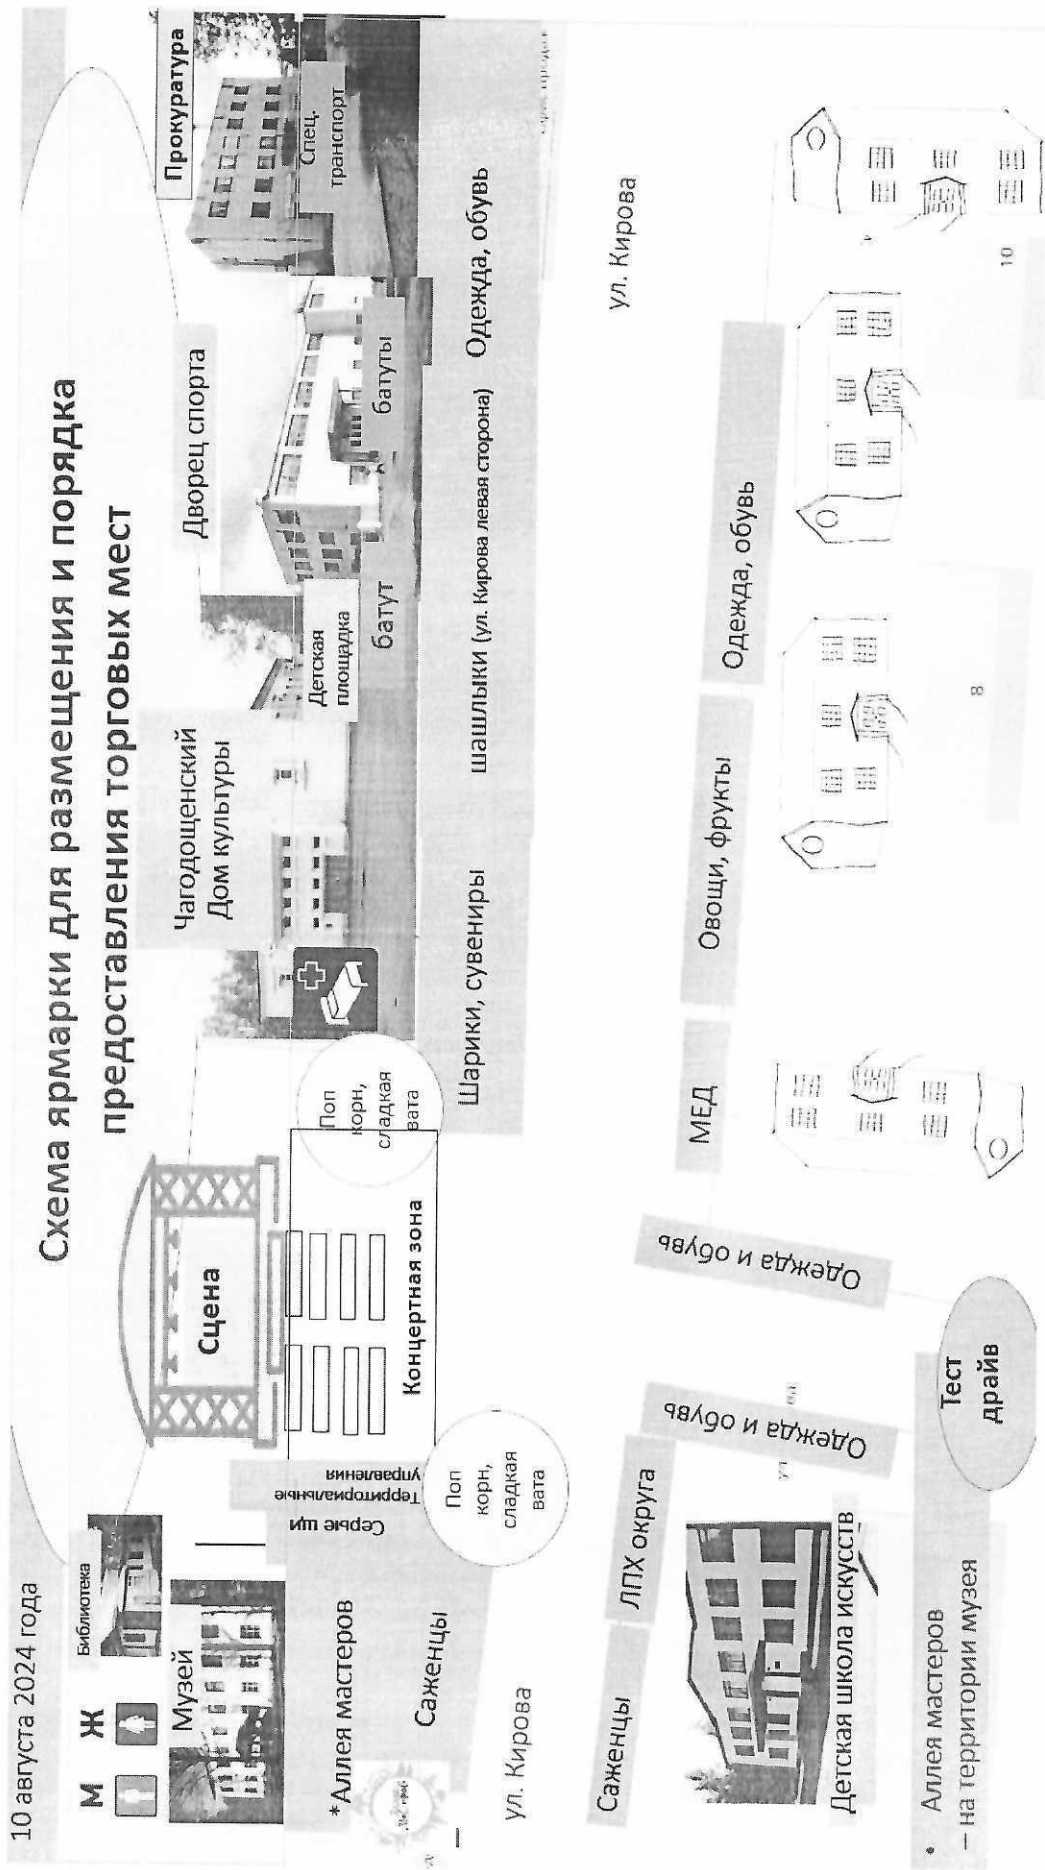 10 августа 2024 года
Схема ярмарки для размещения и порядка
предоставления торговых мест
М Ж
Библиотека
Музей
Сцена
Чагодощенский
Дом культуры
Дворец спорта
Прокуратура
Спец.
транспорт
Детская
площадка
батут
батуты
*Аллея мастеров
Серые щи
Территориальные
управления
Концертная зона
Поп
корн,
сладкая
вата
Поп
корн,
сладкая
вата
Саженцы
Шарики, сувениры
шашлыки (ул. Кирова левая сторона)
Одежда, обувь
ул. Кирова
ул. Кирова
Саженцы
ЛПХ округа
Одежда и обувь
Одежда и обувь
МЕД
Овощи, фрукты
Одежда, обувь
Детская школа искусств
8
10
Тест
драйв
• Аллея мастеров
– на территории музея